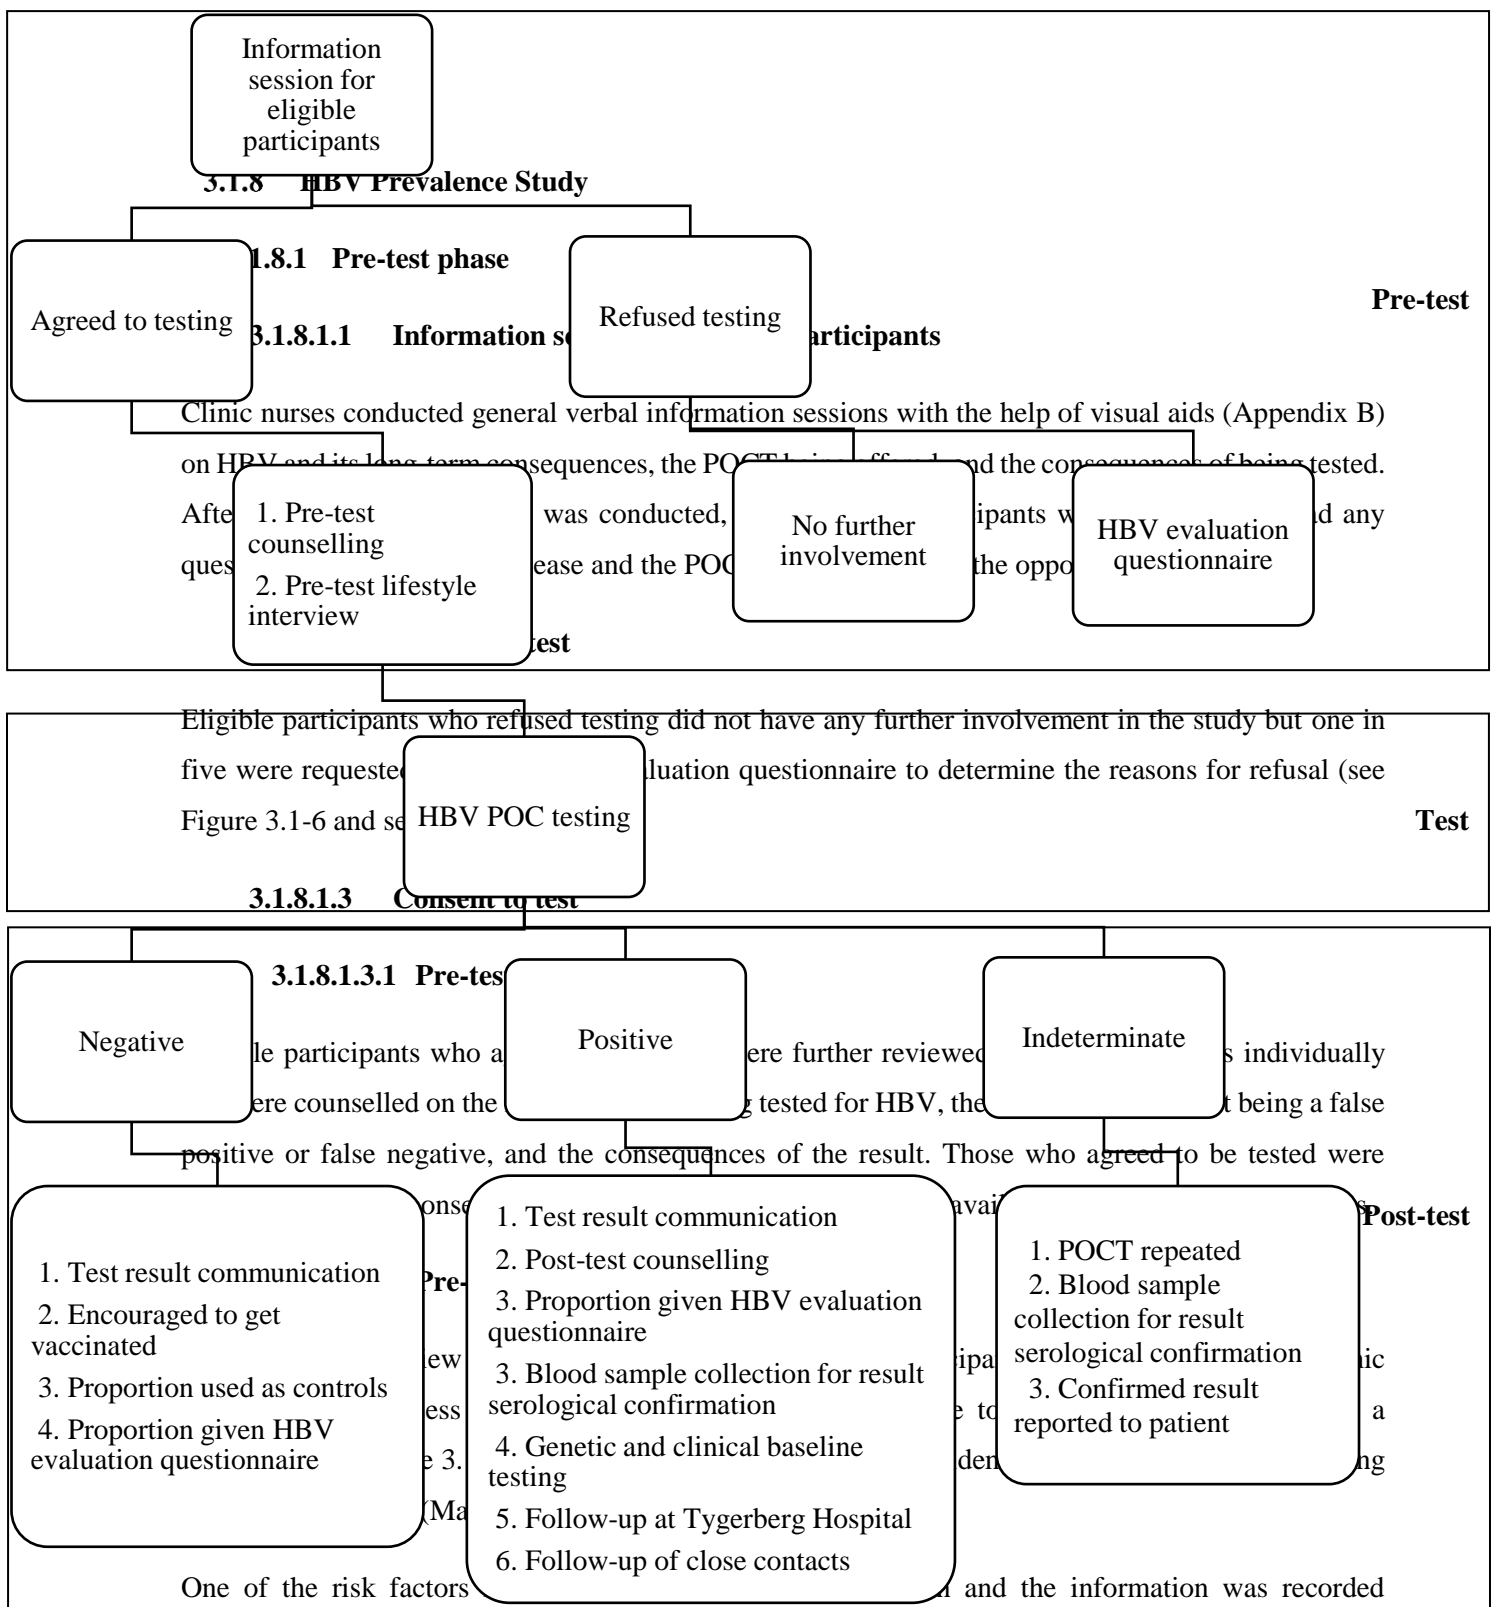 Information
session for
eligible
participants
3.1.8 HBV Prevalence Study
1.8.1 Pre-test phase
Pre-test
Agreed to testing
Refused testing
3.1.8.1.1 Information se
articipants
Clinic nurses conducted general verbal information sessions with the help of visual aids (Appendix B)
on HBV and its long-term consequences, the POCT being offered and the consequences of being tested.
Afte
was conducted,
ipants w
d any
ques
ease and the POC
the oppo
1. Pre-test
counselling
2. Pre-test lifestyle
interview
No further
involvement
HBV evaluation
questionnaire
test
Eligible participants who refused testing did not have any further involvement in the study but one in
five were requested
luation questionnaire to determine the reasons for refusal (see
Figure 3.1-6 and se
HBV POC testing
Test
3.1.8.1.3 Consent to test
3.1.8.1.3.1 Pre-tes
Negative
Positive
Indeterminate
le participants who a
ere further reviewed
s individually
ere counselled on the
g tested for HBV, the
t being a false
positive or false negative, and the consequences of the result. Those who agreed to be tested were
onse
avai
s.
Post-test
1. Test result communication
2. Encouraged to get
vaccinated
3. Proportion used as controls
4. Proportion given HBV
evaluation questionnaire
Pre-
1. Test result communication
2. Post-test counselling
3. Proportion given HBV evaluation
questionnaire
3. Blood sample collection for result
serological confirmation
4. Genetic and clinical baseline
testing
5. Follow-up at Tygerberg Hospital
6. Follow-up of close contacts
1. POCT repeated
2. Blood sample
collection for result
serological confirmation
3. Confirmed result
reported to patient
ew
cipa
nic
ess
e to
a
e 3.
den
ng
(Ma
One of the risk factors
and the information was recorded